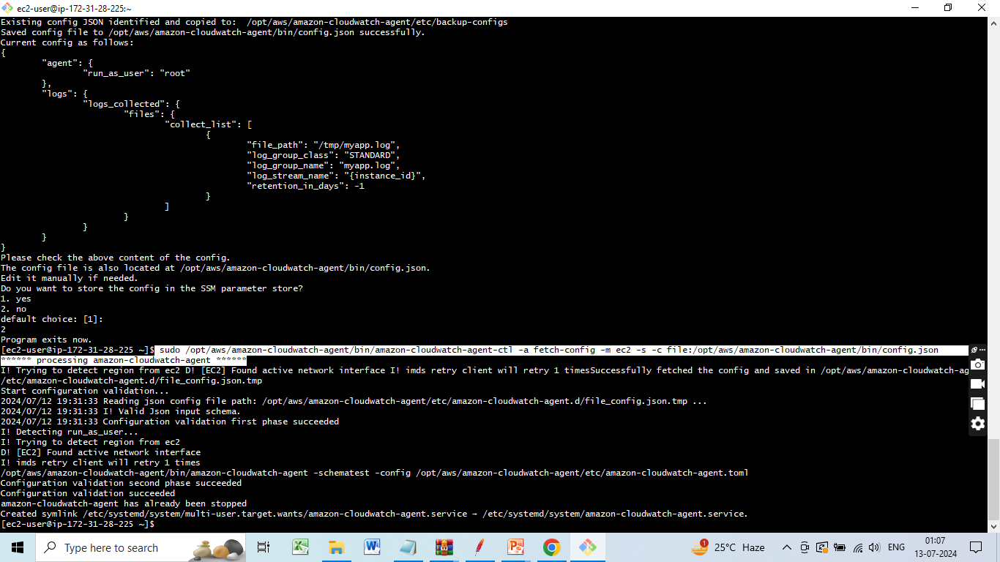 ec2-user@ip-172-31-28-225:~
Existing config JSON identified and copied to:  /opt/aws/amazon-cloudwatch-agent/etc/backup-configs
Saved config file to /opt/aws/amazon-cloudwatch-agent/bin/config.json successfully.
Current config as follows:
{
        "agent": {
                "run_as_user": "root"
        },
        "logs": {
                "logs_collected": {
                        "files": {
                                "collect_list": [
                                        {
                                                "file_path": "/tmp/myapp.log",
                                                "log_group_class": "STANDARD",
                                                "log_group_name": "myapp.log",
                                                "log_stream_name": "{instance_id}",
                                                "retention_in_days": -1
                                        }
                                ]
                        }
                }
        }
}
Please check the above content of the config.
The config file is also located at /opt/aws/amazon-cloudwatch-agent/bin/config.json.
Edit it manually if needed.
Do you want to store the config in the SSM parameter store?
1. yes
2. no
default choice: [1]:
2
Program exits now.
[ec2-user@ip-172-31-28-225 ~]$ sudo /opt/aws/amazon-cloudwatch-agent/bin/amazon-cloudwatch-agent-ctl -a fetch-config -m ec2 -s -c file:/opt/aws/amazon-cloudwatch-agent/bin/config.json
****** processing amazon-cloudwatch-agent ******
I! Trying to detect region from ec2 D! [EC2] Found active network interface I! imds retry client will retry 1 timesSuccessfully fetched the config and saved in /opt/aws/amazon-cloudwatch-ag
/etc/amazon-cloudwatch-agent.d/file_config.json.tmp
Start configuration validation...
2024/07/12 19:31:33 Reading json config file path: /opt/aws/amazon-cloudwatch-agent/etc/amazon-cloudwatch-agent.d/file_config.json.tmp ...
2024/07/12 19:31:33 I! Valid Json input schema.
2024/07/12 19:31:33 Configuration validation first phase succeeded
I! Detecting run_as_user...
I! Trying to detect region from ec2
D! [EC2] Found active network interface
I! imds retry client will retry 1 times
/opt/aws/amazon-cloudwatch-agent/bin/amazon-cloudwatch-agent -schematest -config /opt/aws/amazon-cloudwatch-agent/etc/amazon-cloudwatch-agent.toml
Configuration validation second phase succeeded
Configuration validation succeeded
amazon-cloudwatch-agent has already been stopped
Created symlink /etc/systemd/system/multi-user.target.wants/amazon-cloudwatch-agent.service → /etc/systemd/system/amazon-cloudwatch-agent.service.
[ec2-user@ip-172-31-28-225 ~]$
Type here to search
1
25°C Haze
ENG
01:07
13-07-2024